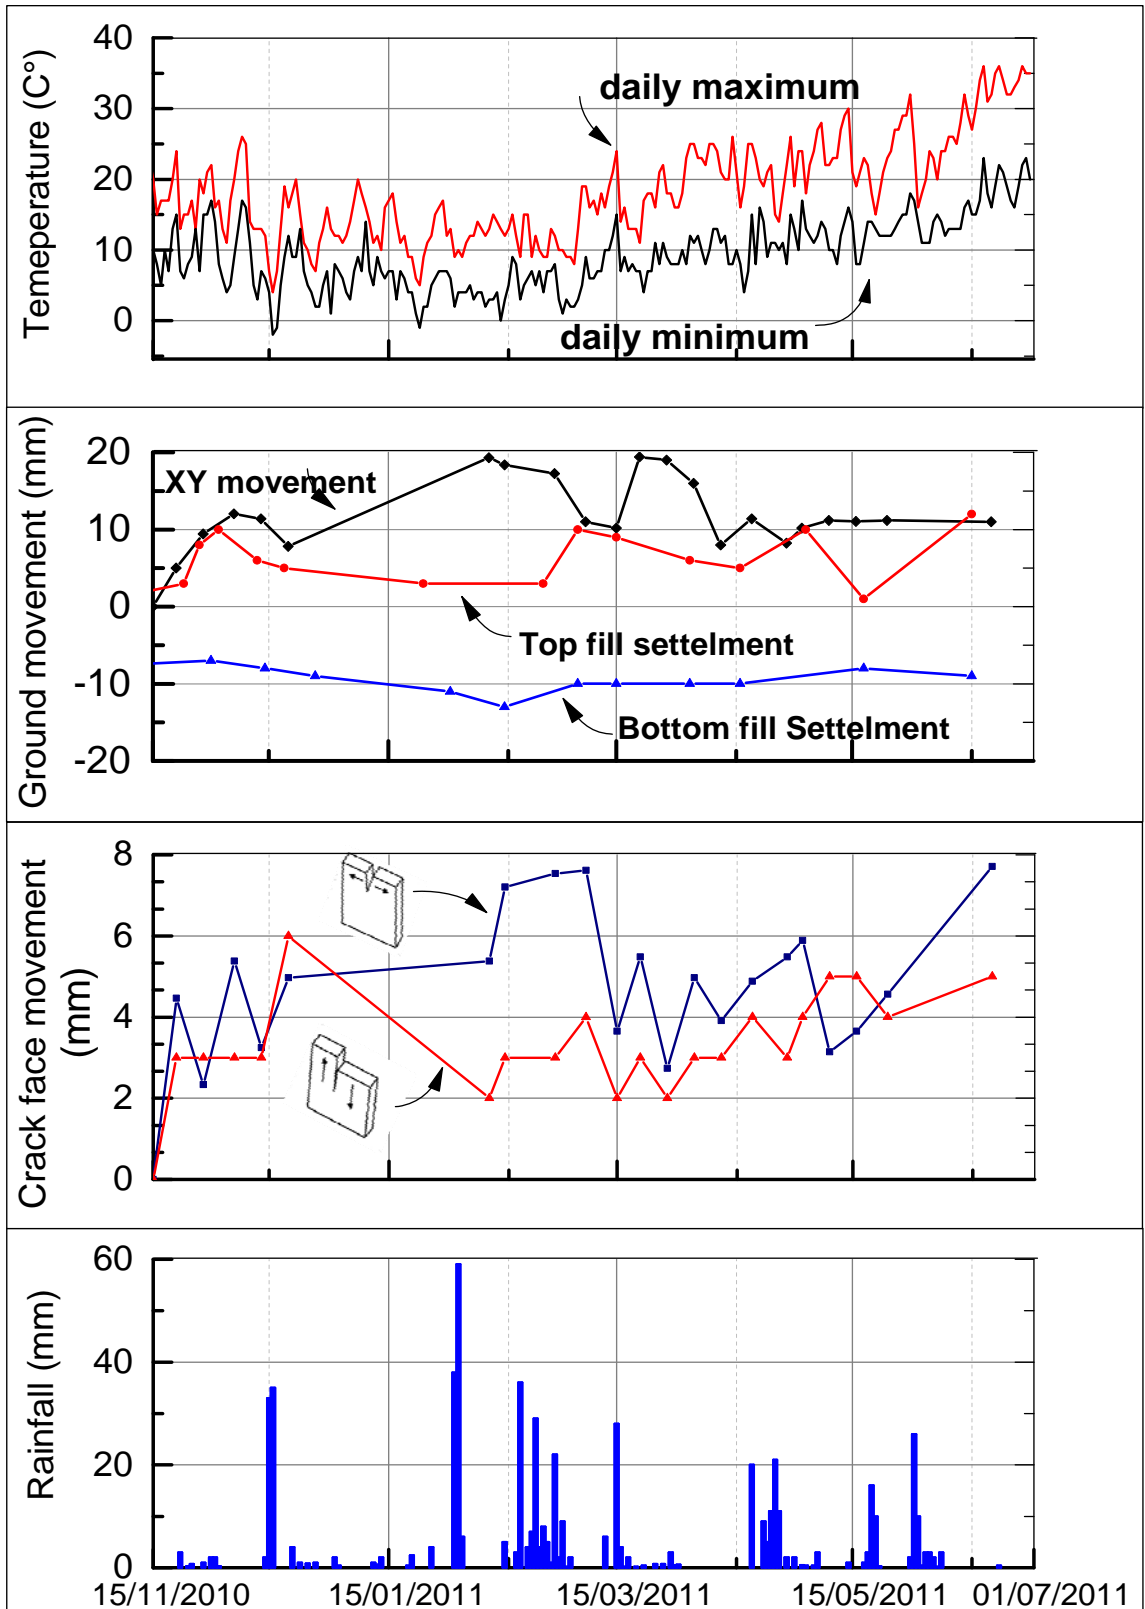 40
30
20
10
0
Temeperature (C°)
daily maximum
daily minimum
20
10
0
-10
-20
Ground movement (mm)
XY movement
Top fill settelment
Bottom fill Settelment
8
6
4
2
0
Crack face movement
(mm)
60
40
20
0
Rainfall (mm)
15/11/2010 15/01/2011 15/03/2011 15/05/2011 01/07/2011